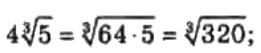 4∛5 = ∛64 · 5 = ∛320;